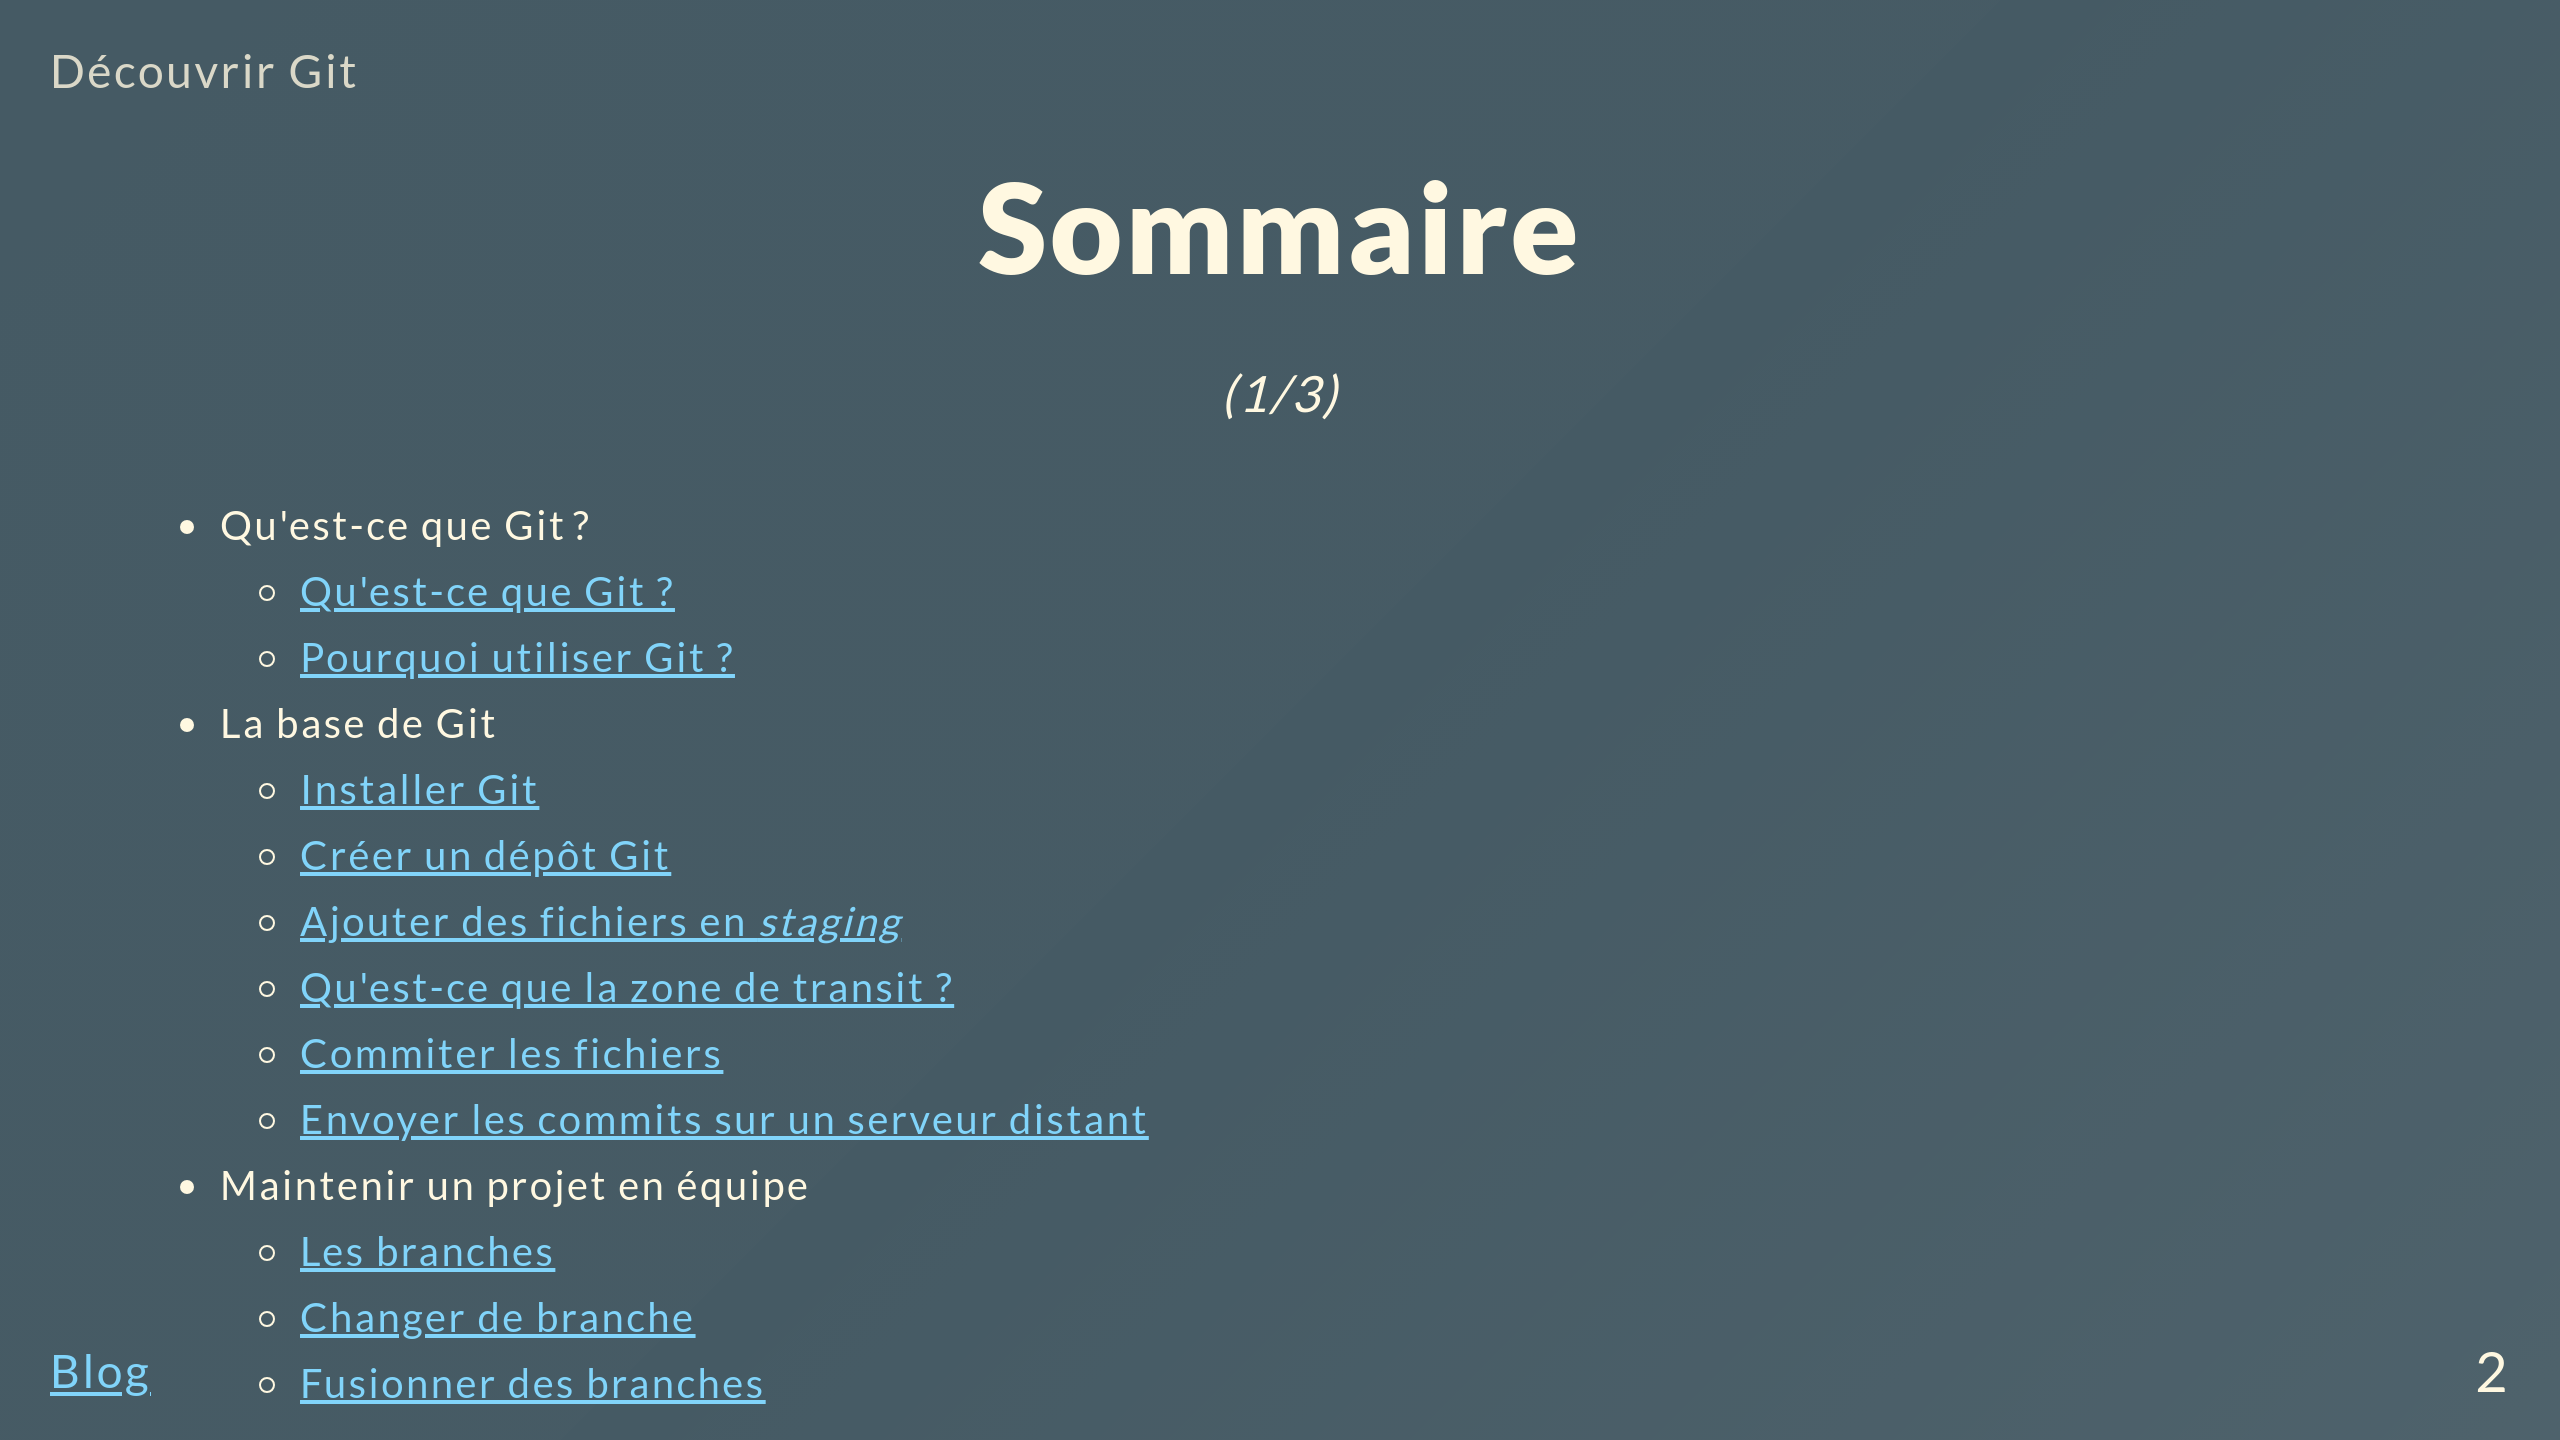 Découvrir Git
Sommaire
(1/3)
Qu'est-ce que Git ?
Qu'est-ce que Git ?
Pourquoi utiliser Git ?
La base de Git
Installer Git
Créer un dépôt Git
Ajouter des fichiers en staging
Qu'est-ce que la zone de transit ?
Commiter les fichiers
Envoyer les commits sur un serveur distant
Maintenir un projet en équipe
Les branches
Changer de branche
Fusionner des branches
Blog
2